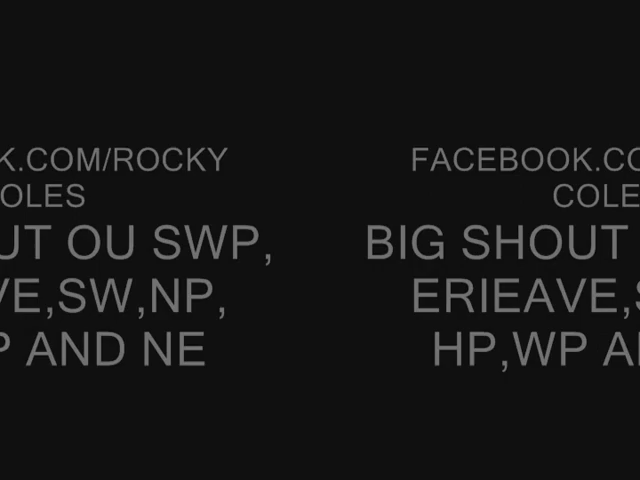 K.COM/ROCKY FACEBOOK.CO
OLES COLE
UT OU SWP, BIG SHOUT
VE,SW,NP, ERIEAVE,S
P AND NE HP,WP A